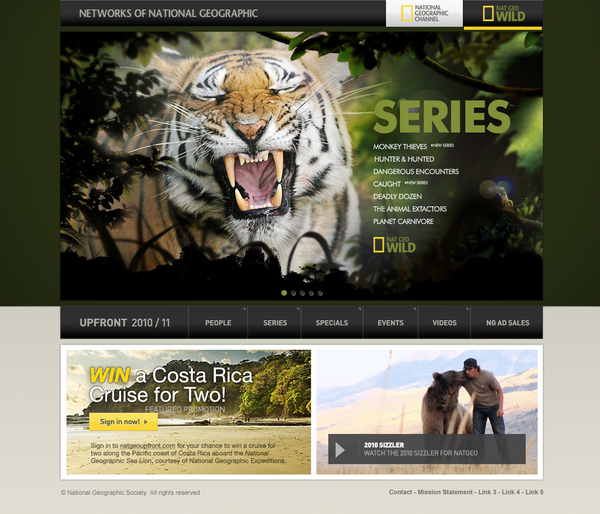 NETWORKS OF NATIONAL GEOGRAPHIC
NATIONAL
GEOGRAPHIC
CHANNEL
NAT GEO
WILD
SERIES
MONKEY THIEVES #NEW SERIES
HUNTER & HUNTED
DANGEROUS ENCOUNTERS
CAUGHT #NEW SERIES
DEADLY DOZEN
THE ANIMAL EXTACTORS
PLANET CARNIVORE
NAT GEO
WILD
UPFRONT 2010 / 11
PEOPLE
SERIES
SPECIALS
EVENTS
VIDEOS
NG AD SALES
WIN a Costa Rica
Cruise for Two!
FEATURED PROMOTION
Sign in now!
Sign in to natgeoupfront.com for your chance to win a cruise for
two along the Pacific coast of Costa Rica aboard the National
Geographic Sea Lion, courtesy of National Geographic Expeditions.
2010 SIZZLER
WATCH THE 2010 SIZZLER FOR NATGEO
© National Geographic Society. All rights reserved
Contact - Mission Statement - Link 3 - Link 4 - Link 5